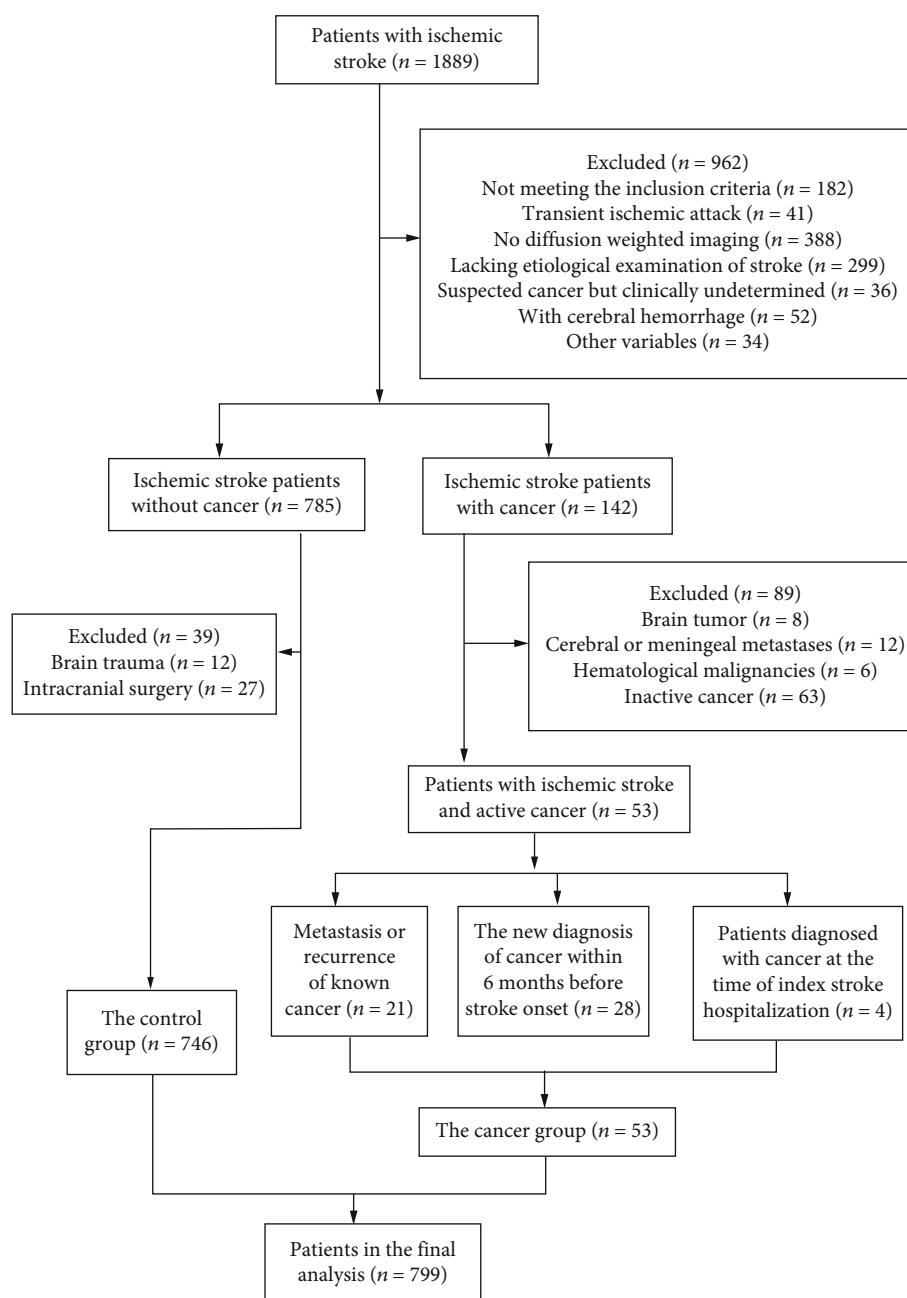 Patients with ischemic
stroke (n = 1889)
Excluded (n = 962)
Not meeting the inclusion criteria (n = 182)
Transient ischemic attack (n = 41)
No diffusion weighted imaging (n = 388)
Lacking etiological examination of stroke (n = 299)
Suspected cancer but clinically undetermined (n = 36)
With cerebral hemorrhage (n = 52)
Other variables (n = 34)
Ischemic stroke patients
without cancer (n = 785)
Ischemic stroke patients
with cancer (n = 142)
Excluded (n = 39)
Brain trauma (n = 12)
Intracranial surgery (n = 27)
Excluded (n = 89)
Brain tumor (n = 8)
Cerebral or meningeal metastases (n = 12)
Hematological malignancies (n = 6)
Inactive cancer (n = 63)
Patients with ischemic stroke
and active cancer (n = 53)
Metastasis or
recurrence
of known
cancer (n = 21)
The new diagnosis
of cancer within
6 months before
stroke onset (n = 28)
Patients diagnosed
with cancer at the
time of index stroke
hospitalization (n = 4)
The control
group (n = 746)
The cancer group (n = 53)
Patients in the final
analysis (n = 799)